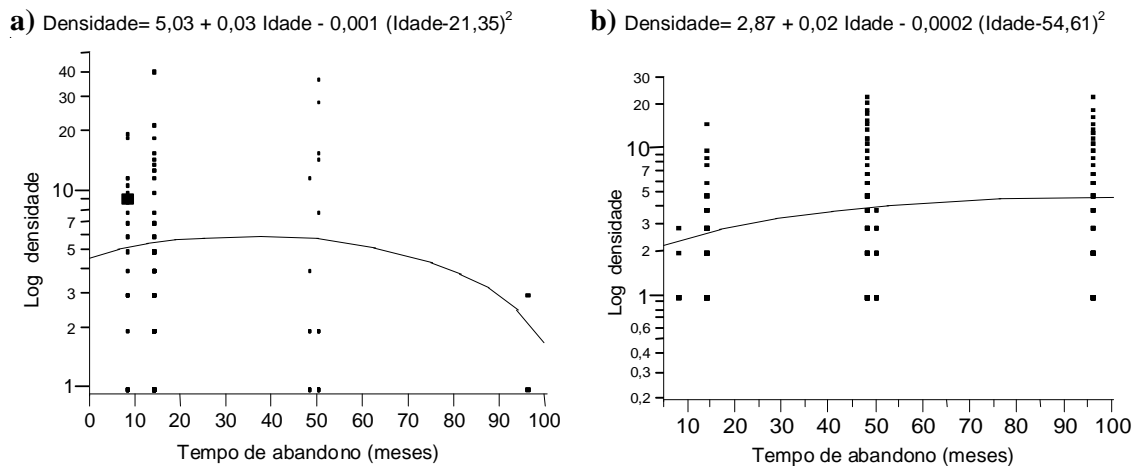 a) Densidade= 5,03 + 0,03 Idade - 0,001 (Idade-21,35)²
40
30
20
10
7
5
3
2
1
Log densidade
0 10 20 30 40 50 60 70 80 90 100
Tempo de abandono (meses)
b) Densidade= 2,87 + 0,02 Idade - 0,0002 (Idade-54,61)²
30
20
10
7
5
4
3
2
1
0,6
0,4
0,3
0,2
Log densidade
10 20 30 40 50 60 70 80 90 100
Tempo de abandono (meses)